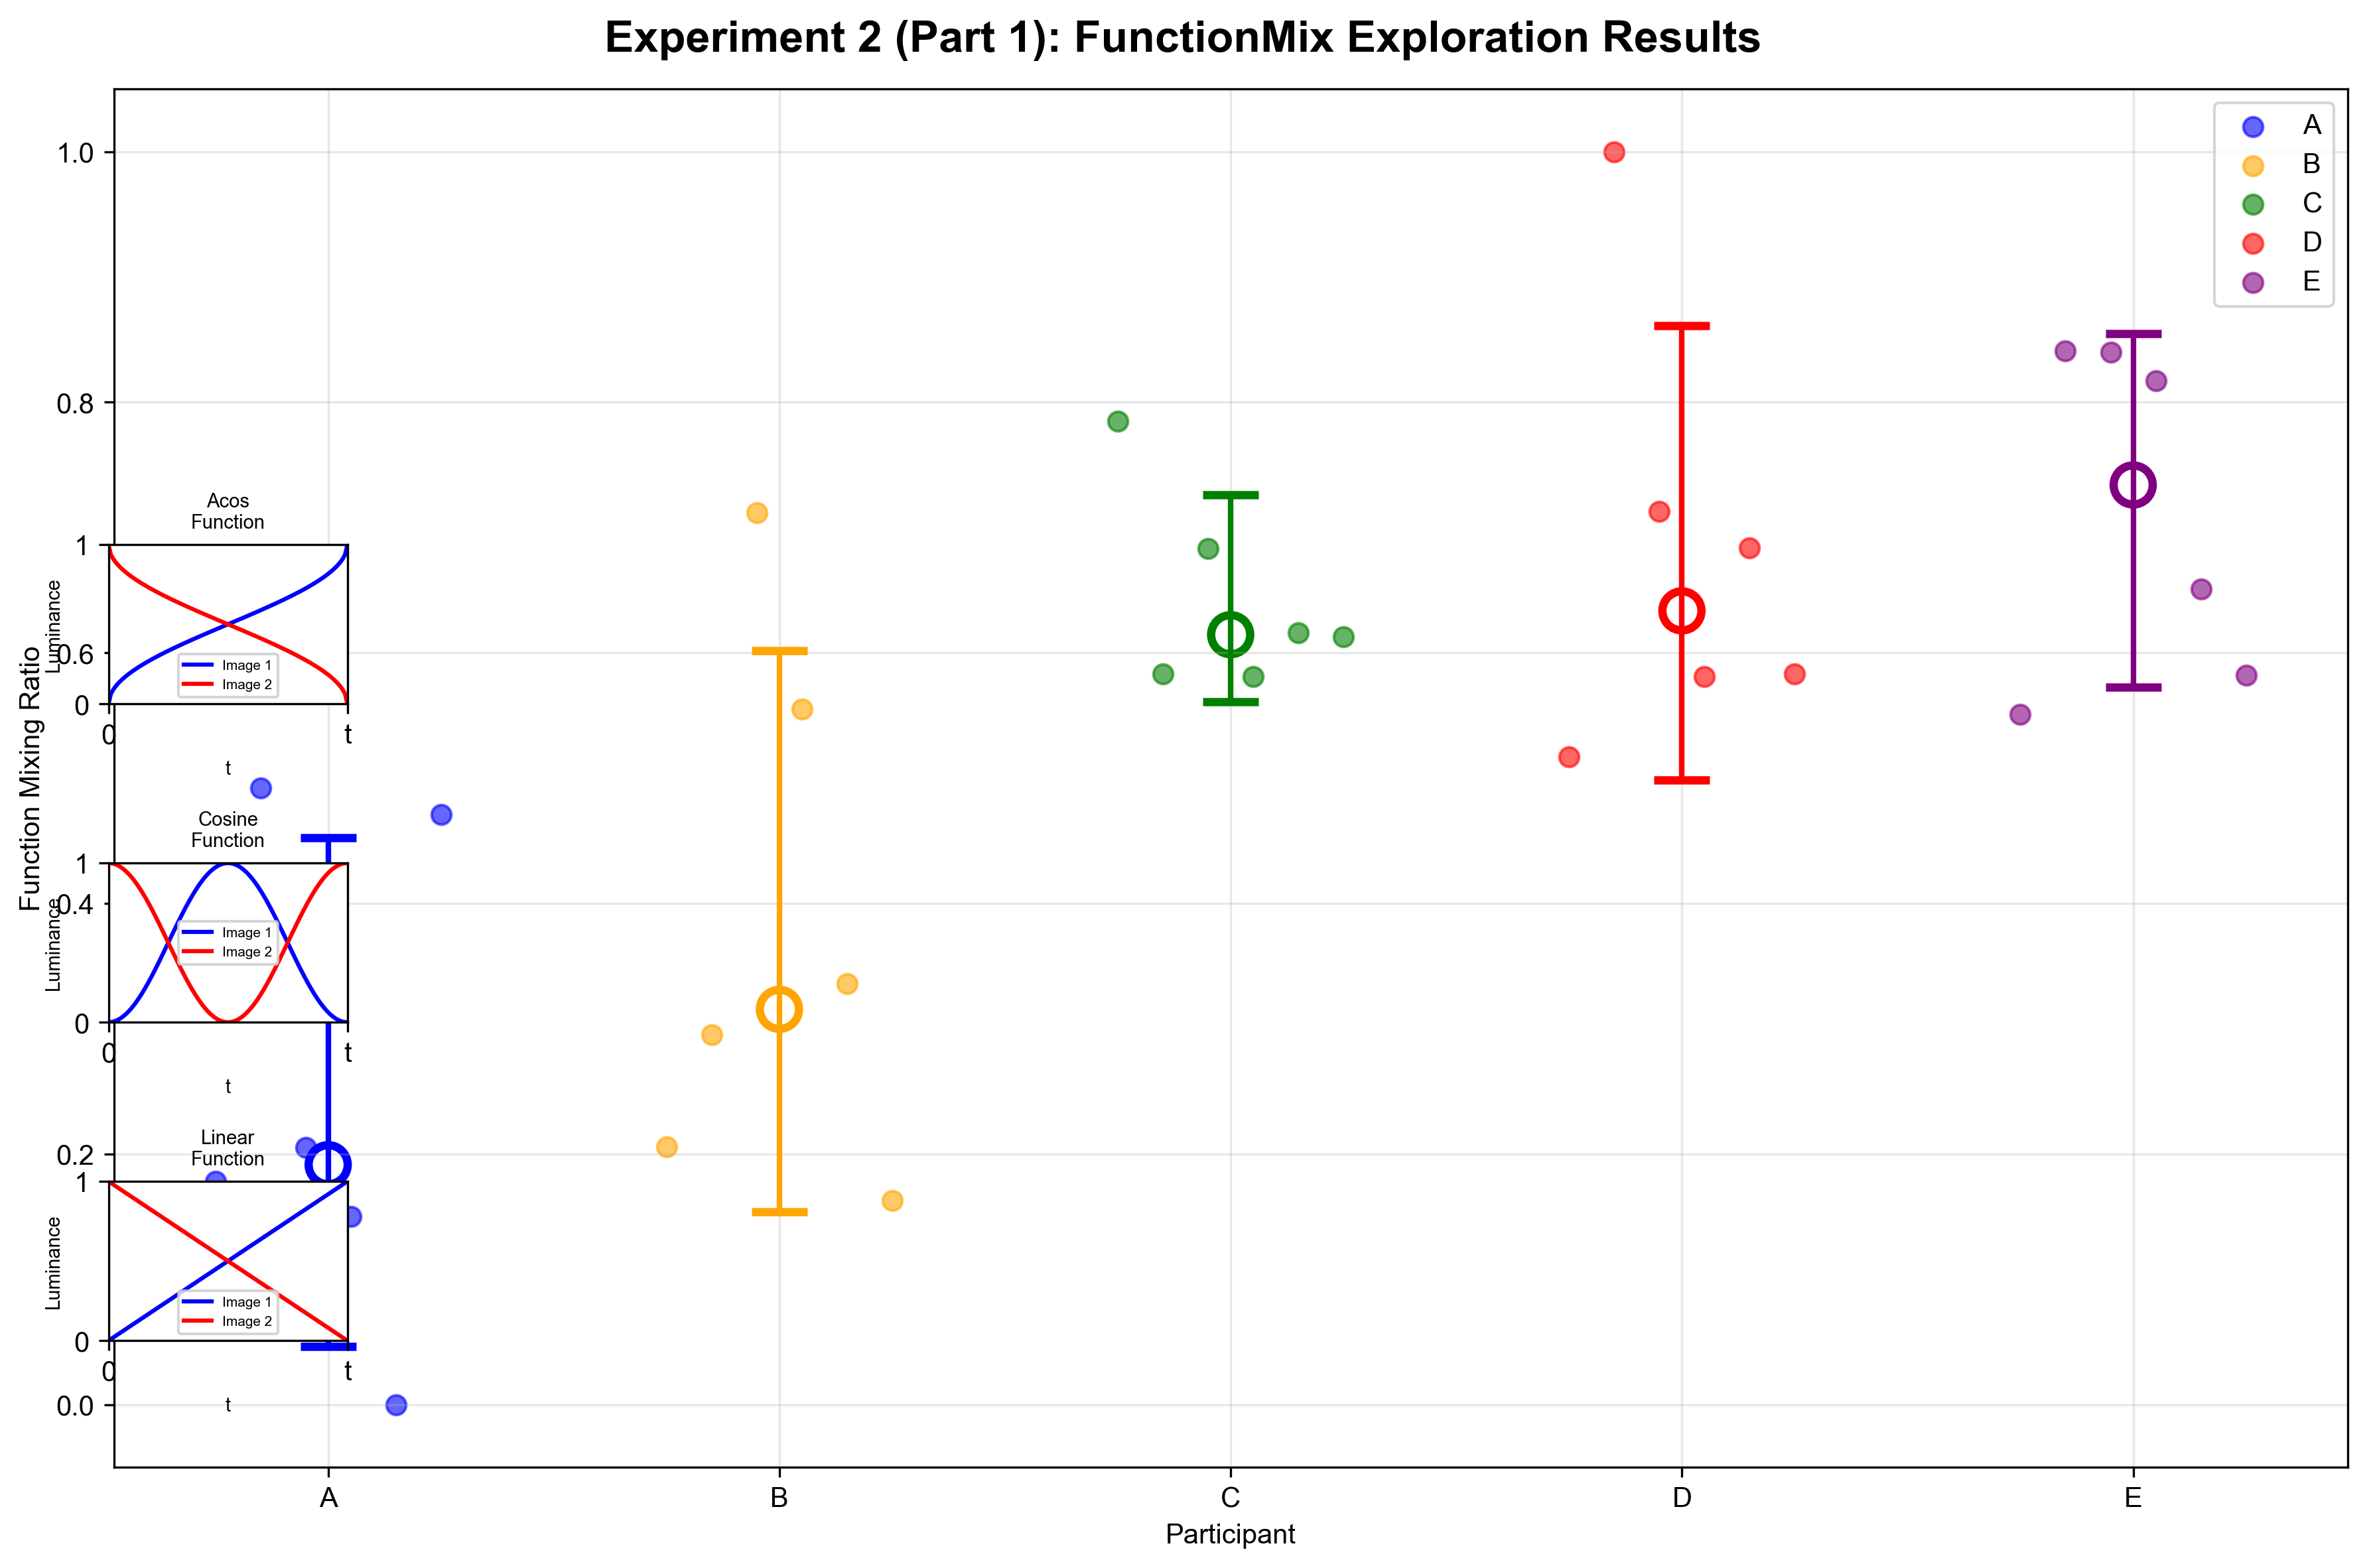 Experiment 2 (Part 1): FunctionMix Exploration Results
A
B
C
D
E
Function Mixing Ratio
1.0
0.8
0.6
0.4
0.2
0.0
Acos
Function
Luminance
1
0
Image 1
Image 2
0
t
t
Cosine
Function
Luminance
1
0
Image 1
Image 2
0
t
t
Linear
Function
Luminance
1
0
Image 1
Image 2
0
t
t
A
B
C
D
E
Participant